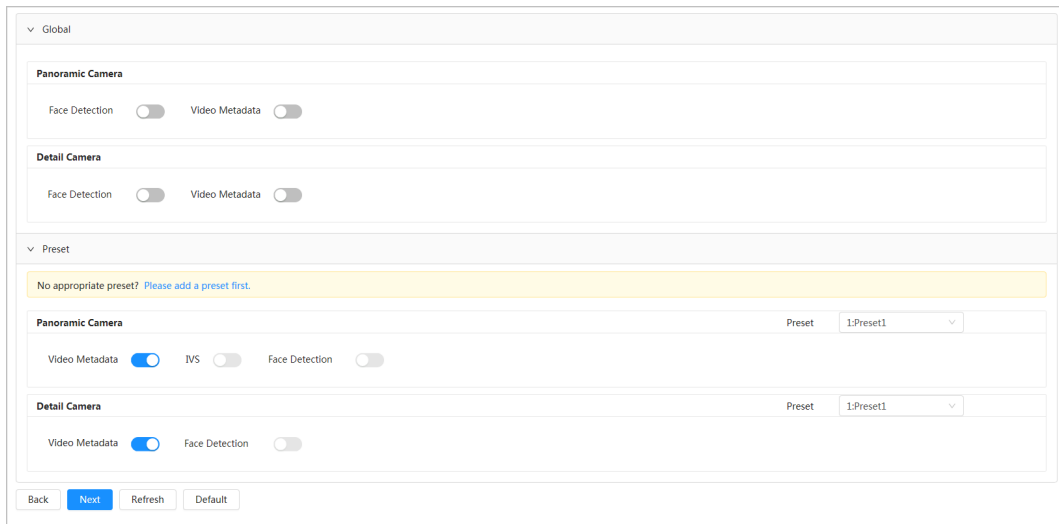 Global
Panoramic Camera
Face Detection Video Metadata
Detail Camera
Face Detection Video Metadata
Preset
No appropriate preset? Please add a preset first.
Panoramic Camera Preset 1:Preset1
Video Metadata IVS Face Detection
Detail Camera Preset 1:Preset1
Video Metadata Face Detection
Back Next Refresh Default